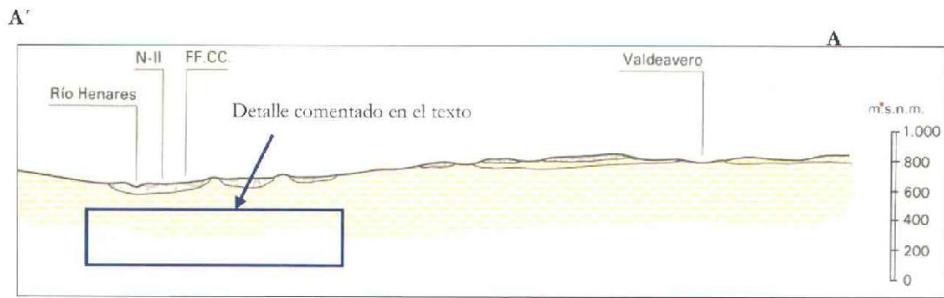 A´
A
N-II FF.CC.
Valdeavero
Río Henares
Detalle comentado en el texto
m.s.n.m.
1.000
800
600
400
200
0